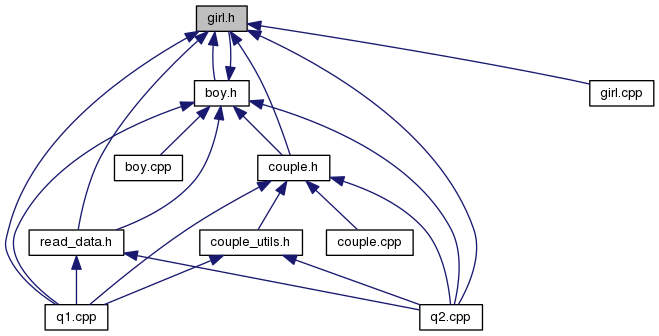 girl.h
boy.h
girl.cpp
boy.cpp
couple.h
read_data.h
couple_utils.h
couple.cpp
q1.cpp
q2.cpp